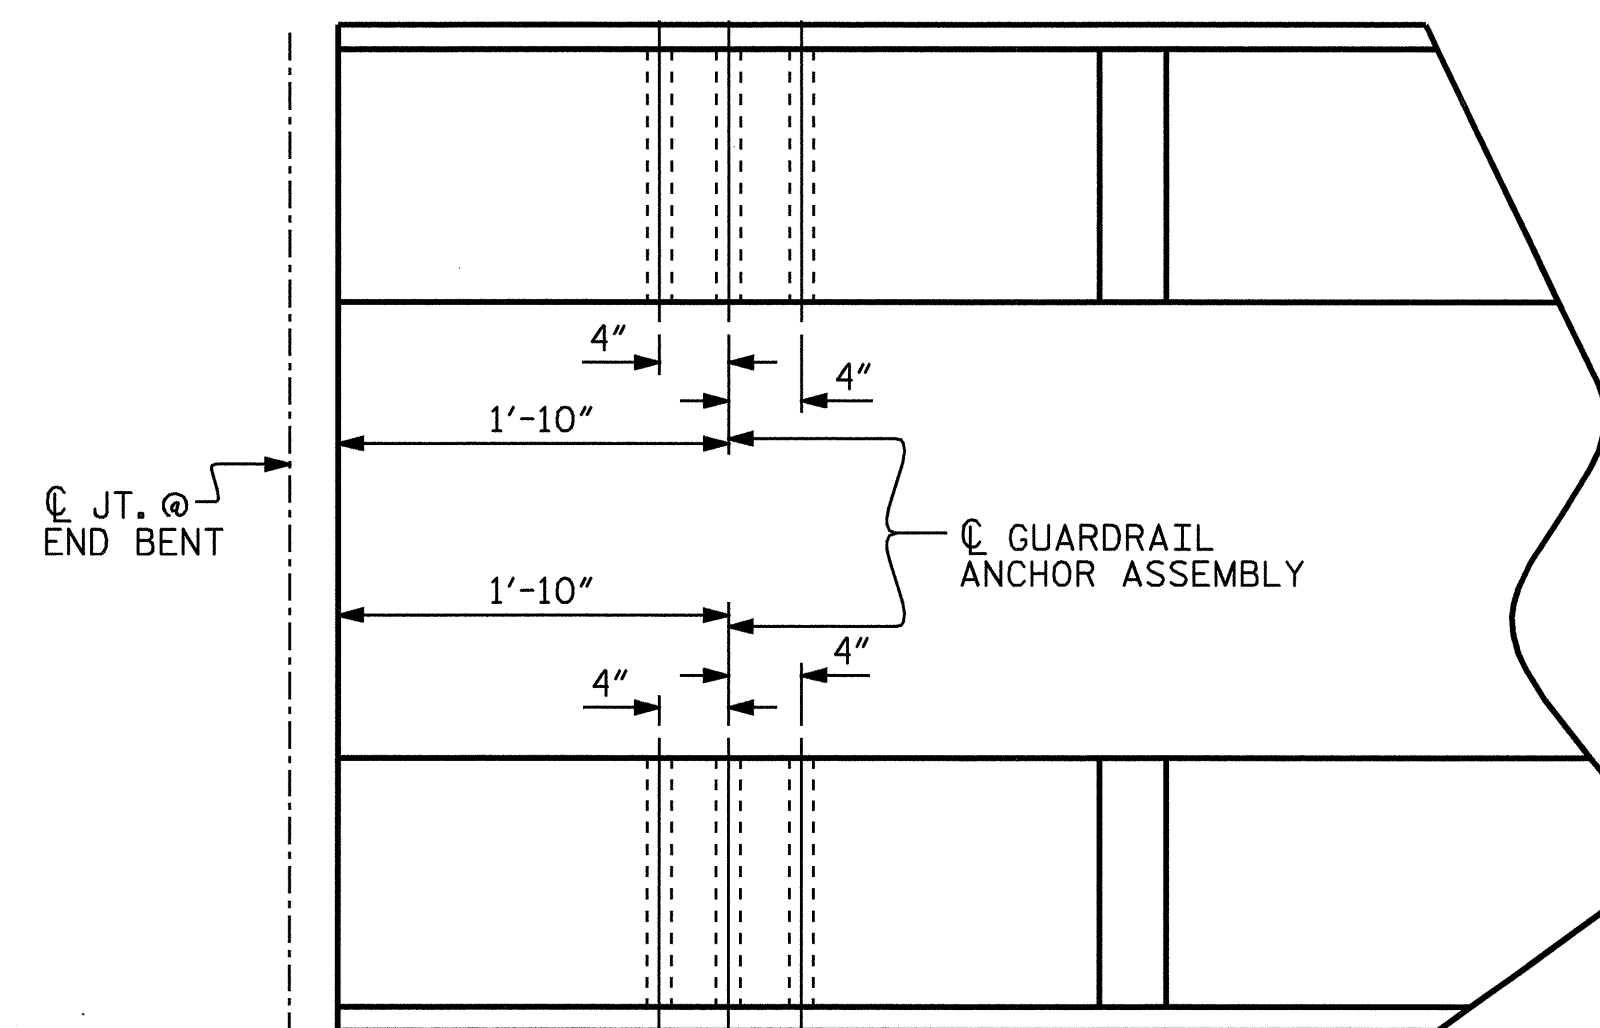 4"
4"
1'-10"
℄ JT. @
END BENT
℄ GUARDRAIL
ANCHOR ASSEMBLY
1'-10"
4"
4"